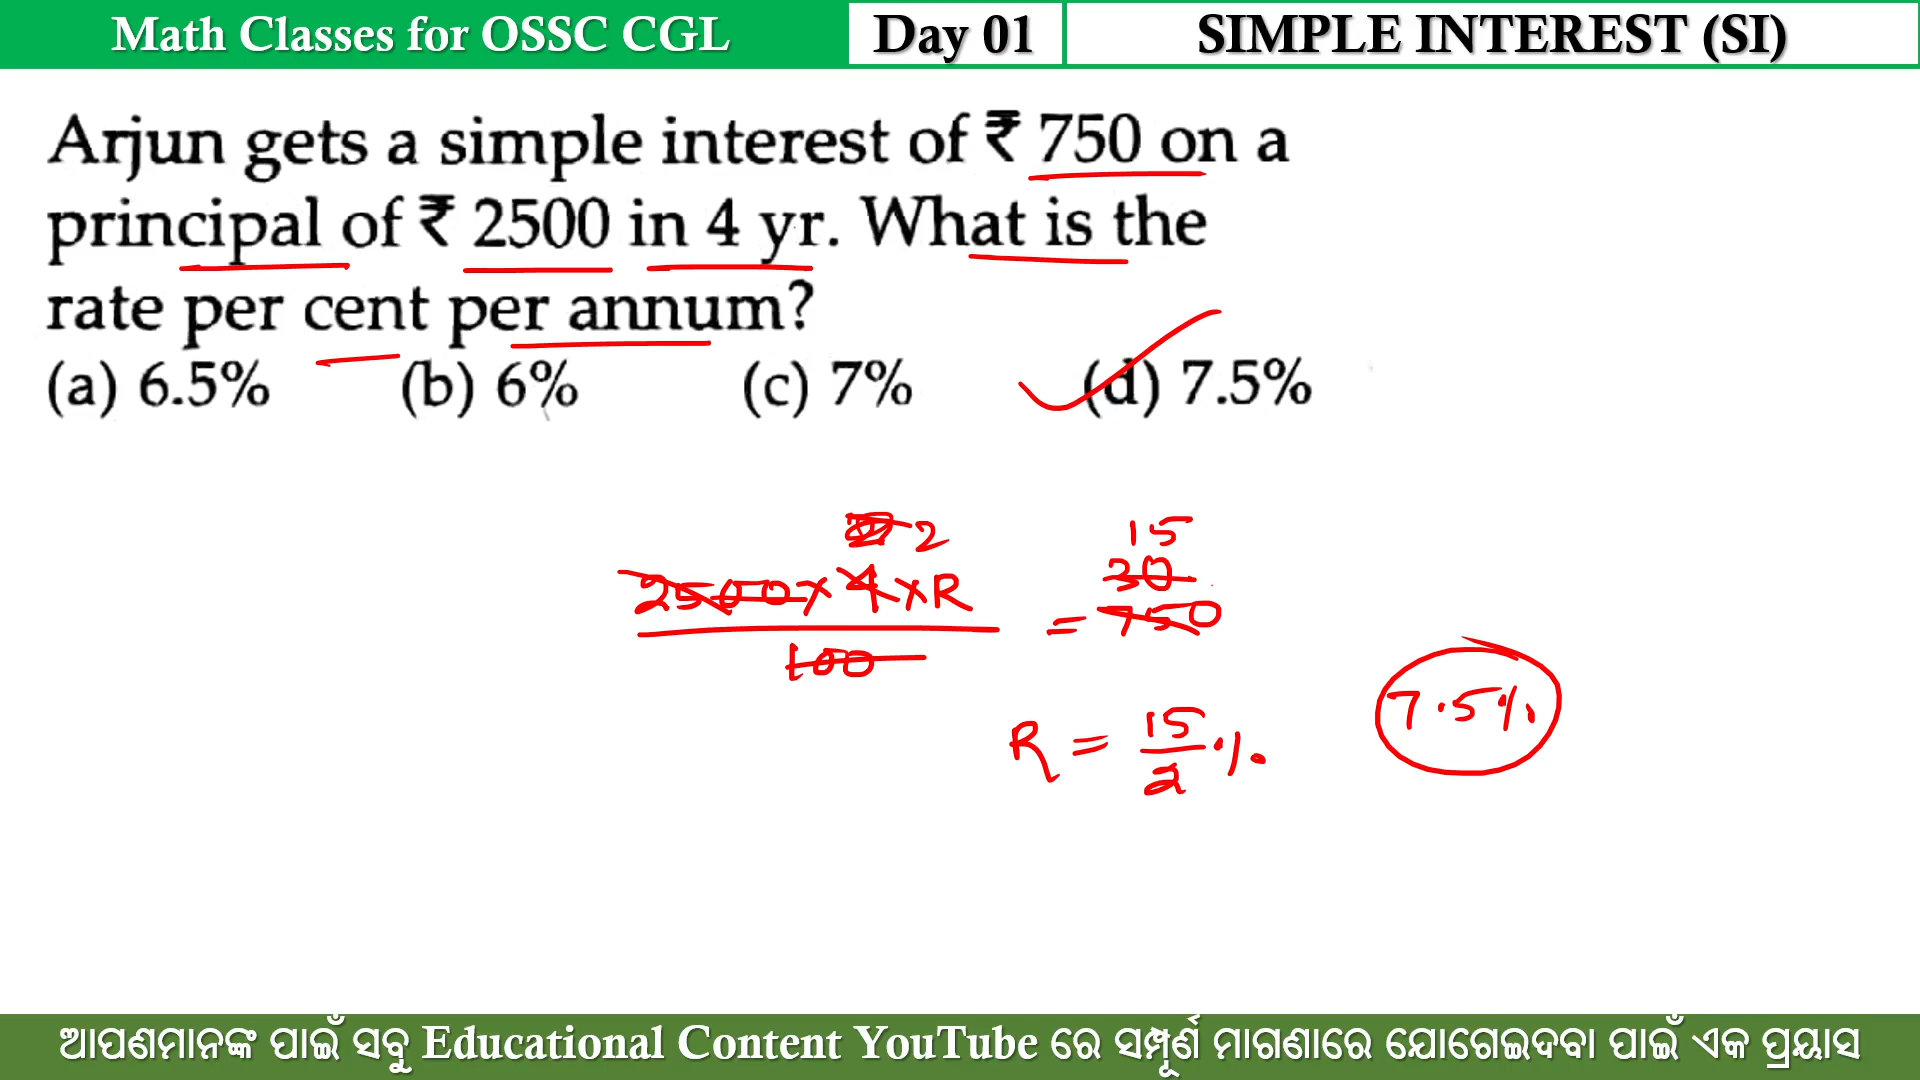 Math Classes for OSSC CGL
Day 01
SIMPLE INTEREST (SI)
Arjun gets a simple interest of ₹ 750 on a
principal of ₹ 2500 in 4 yr. What is the
rate per cent per annum?
(a) 6.5% (b) 6% (c) 7% (d) 7.5%
2 15
30
2500 x 4 x R = 750
100
R = 15/2 %
7.5%
ଆପଣମାନଙ୍କ ପାଇଁ ସବୁ Educational Content YouTube ରେ ସମ୍ପୂର୍ଣ ମାଗଣାରେ ଯୋଗେଇଦବା ପାଇଁ ଏକ ପ୍ରୟାସ